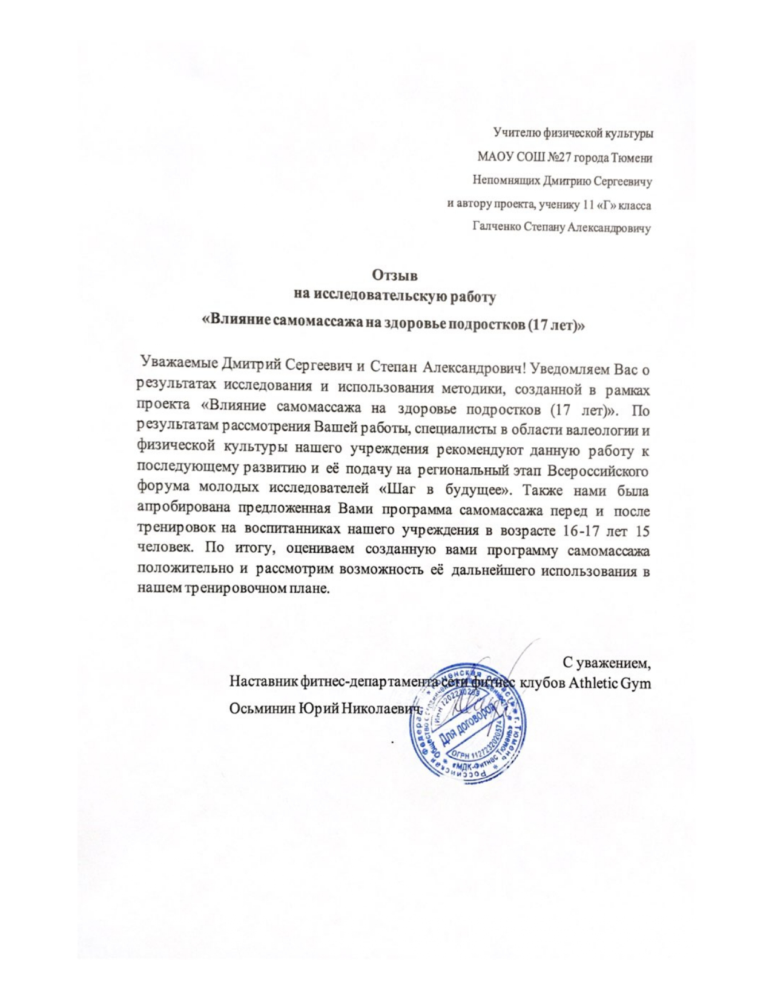 Учителю физической культуры
МАОУ СОШ №27 города Тюмени
Непомнящих Дмитрию Сергеевичу
и автору проекта, ученику 11 «Г» класса
Галченко Степану Александровичу
Отзыв
на исследовательскую работу
«Влияние самомассажа на здоровье подростков (17 лет)»
Уважаемые Дмитрий Сергеевич и Степан Александрович! Уведомляем Вас о
результатах исследования и использования методики, созданной в рамках
проекта «Влияние самомассажа на здоровье подростков (17 лет)». По
результатам рассмотрения Вашей работы, специалисты в области валеологии и
физической культуры нашего учреждения рекомендуют данную работу к
последующему развитию и её подачу на региональный этап Всероссийского
форума молодых исследователей «Шаг в будущее». Также нами была
апробирована предложенная Вами программа самомассажа перед и после
тренировок на воспитанниках нашего учреждения в возрасте 16-17 лет 15
человек. По итогу, оцениваем созданную вами программу самомассажа
положительно и рассмотрим возможность её дальнейшего использования в
нашем тренировочном плане.
С уважением,
Наставник фитнес-департамента сети фитнес клубов Athletic Gym
Осьминин Юрий Николаевич
Российская Федерация * Тюменская область * г. Тюмень *
Общество с ограниченной ответственностью * «МДК-Фитнес Тюмень» *
ИНН
Для договоров
ОГРН 1127232020574